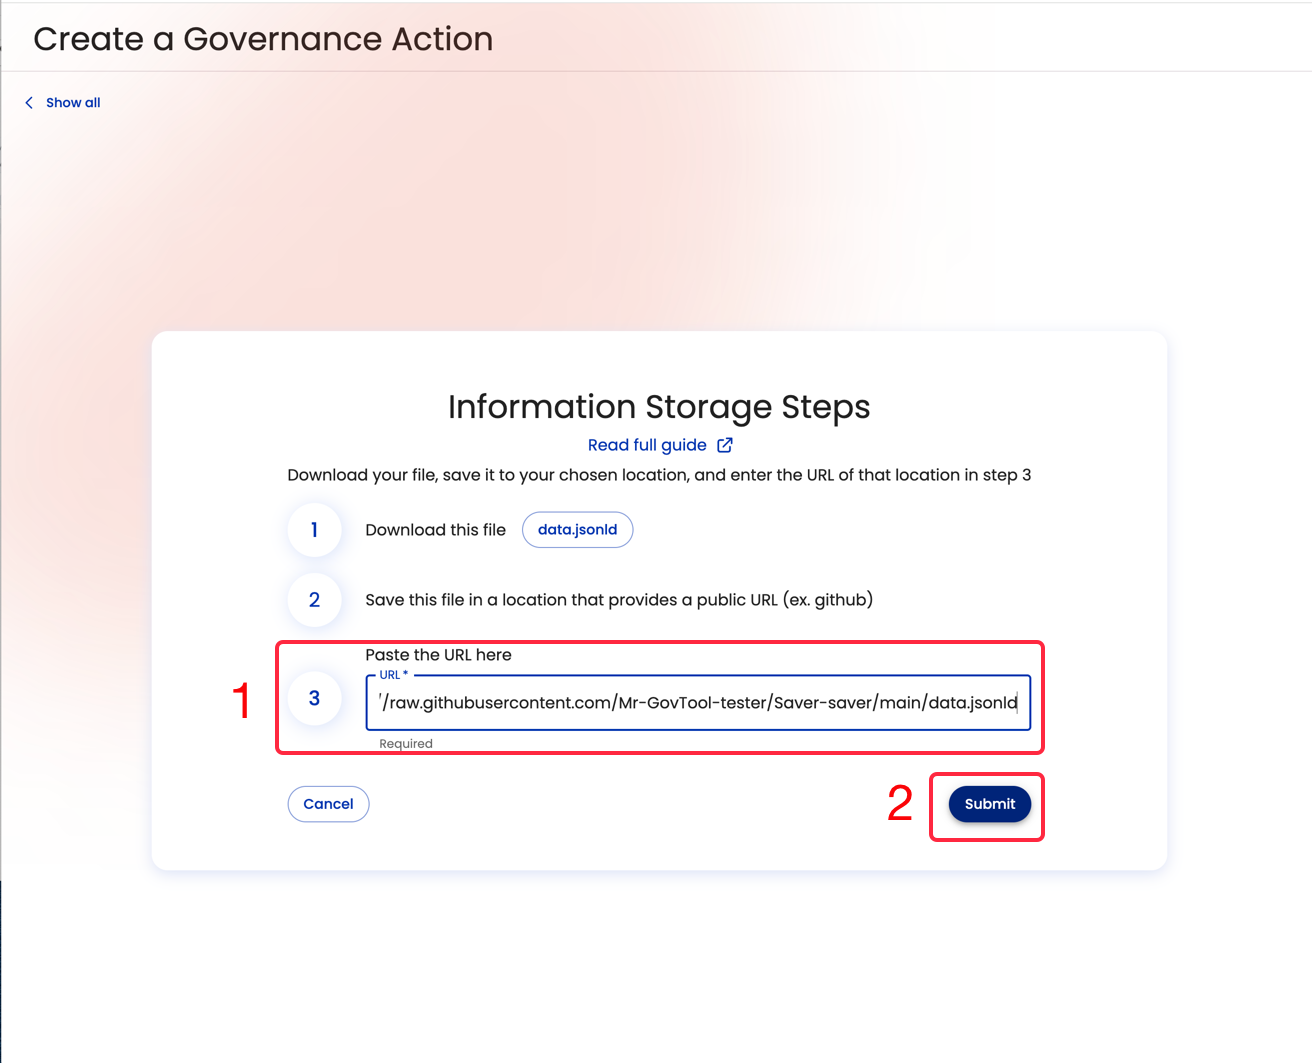 Create a Governance Action
Show all
Information Storage Steps
Read full guide
Download your file, save it to your chosen location, and enter the URL of that location in step 3
1 Download this file data.jsonld
2 Save this file in a location that provides a public URL (ex. github)
Paste the URL here
URL *
1 3 /raw.githubusercontent.com/Mr-GovTool-tester/Saver-saver/main/data.jsonld
Required
Cancel 2 Submit